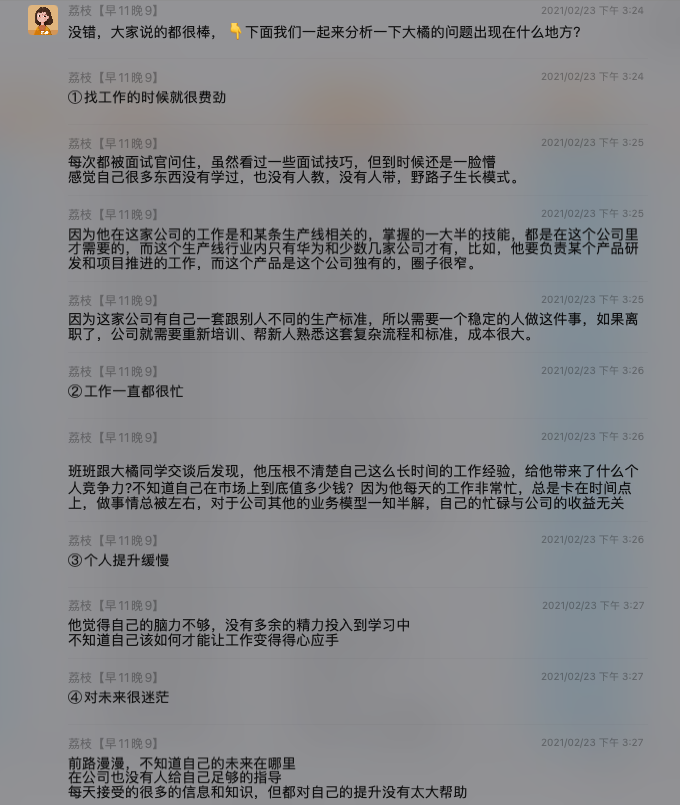 荔枝【早11晚9】 2021/02/23 下午 3:24
没错，大家说的都很棒，👇下面我们一起来分析一下大橘的问题出现在什么地方？
荔枝【早11晚9】 2021/02/23 下午 3:24
①找工作的时候就很费劲
荔枝【早11晚9】 2021/02/23 下午 3:25
每次都被面试官问住，虽然看过一些面试技巧，但到时候还是一脸懵
感觉自己很多东西没有学过，也没有人教，没有人带，野路子生长模式。
荔枝【早11晚9】 2021/02/23 下午 3:25
因为他在这家公司的工作是和某条生产线相关的，掌握的一大半的技能，都是在这个公司里
才需要的，而这个生产线行业内只有华为和少数几家公司才有，比如，他要负责某个产品研
发和项目推进的工作，而这个产品是这个公司独有的，圈子很窄。
荔枝【早11晚9】 2021/02/23 下午 3:25
因为这家公司有自己一套跟别人不同的生产标准，所以需要一个稳定的人做这件事，如果离
职了，公司就需要重新培训、帮新人熟悉这套复杂流程和标准，成本很大。
荔枝【早11晚9】 2021/02/23 下午 3:26
②工作一直都很忙
荔枝【早11晚9】 2021/02/23 下午 3:26
班班跟大橘同学交谈后发现，他压根不清楚自己这么长时间的工作经验，给他带来了什么个
人竞争力?不知道自己在市场上到底值多少钱？因为他每天的工作非常忙，总是卡在时间点
上，做事情总被左右，对于公司其他的业务模型一知半解，自己的忙碌与公司的收益无关
荔枝【早11晚9】 2021/02/23 下午 3:26
③个人提升缓慢
荔枝【早11晚9】 2021/02/23 下午 3:27
他觉得自己的脑力不够，没有多余的精力投入到学习中
不知道自己该如何才能让工作变得得心应手
荔枝【早11晚9】 2021/02/23 下午 3:27
④对未来很迷茫
荔枝【早11晚9】 2021/02/23 下午 3:27
前路漫漫，不知道自己的未来在哪里
在公司也没有人给自己足够的指导
每天接受的很多的信息和知识，但都对自己的提升没有太大帮助